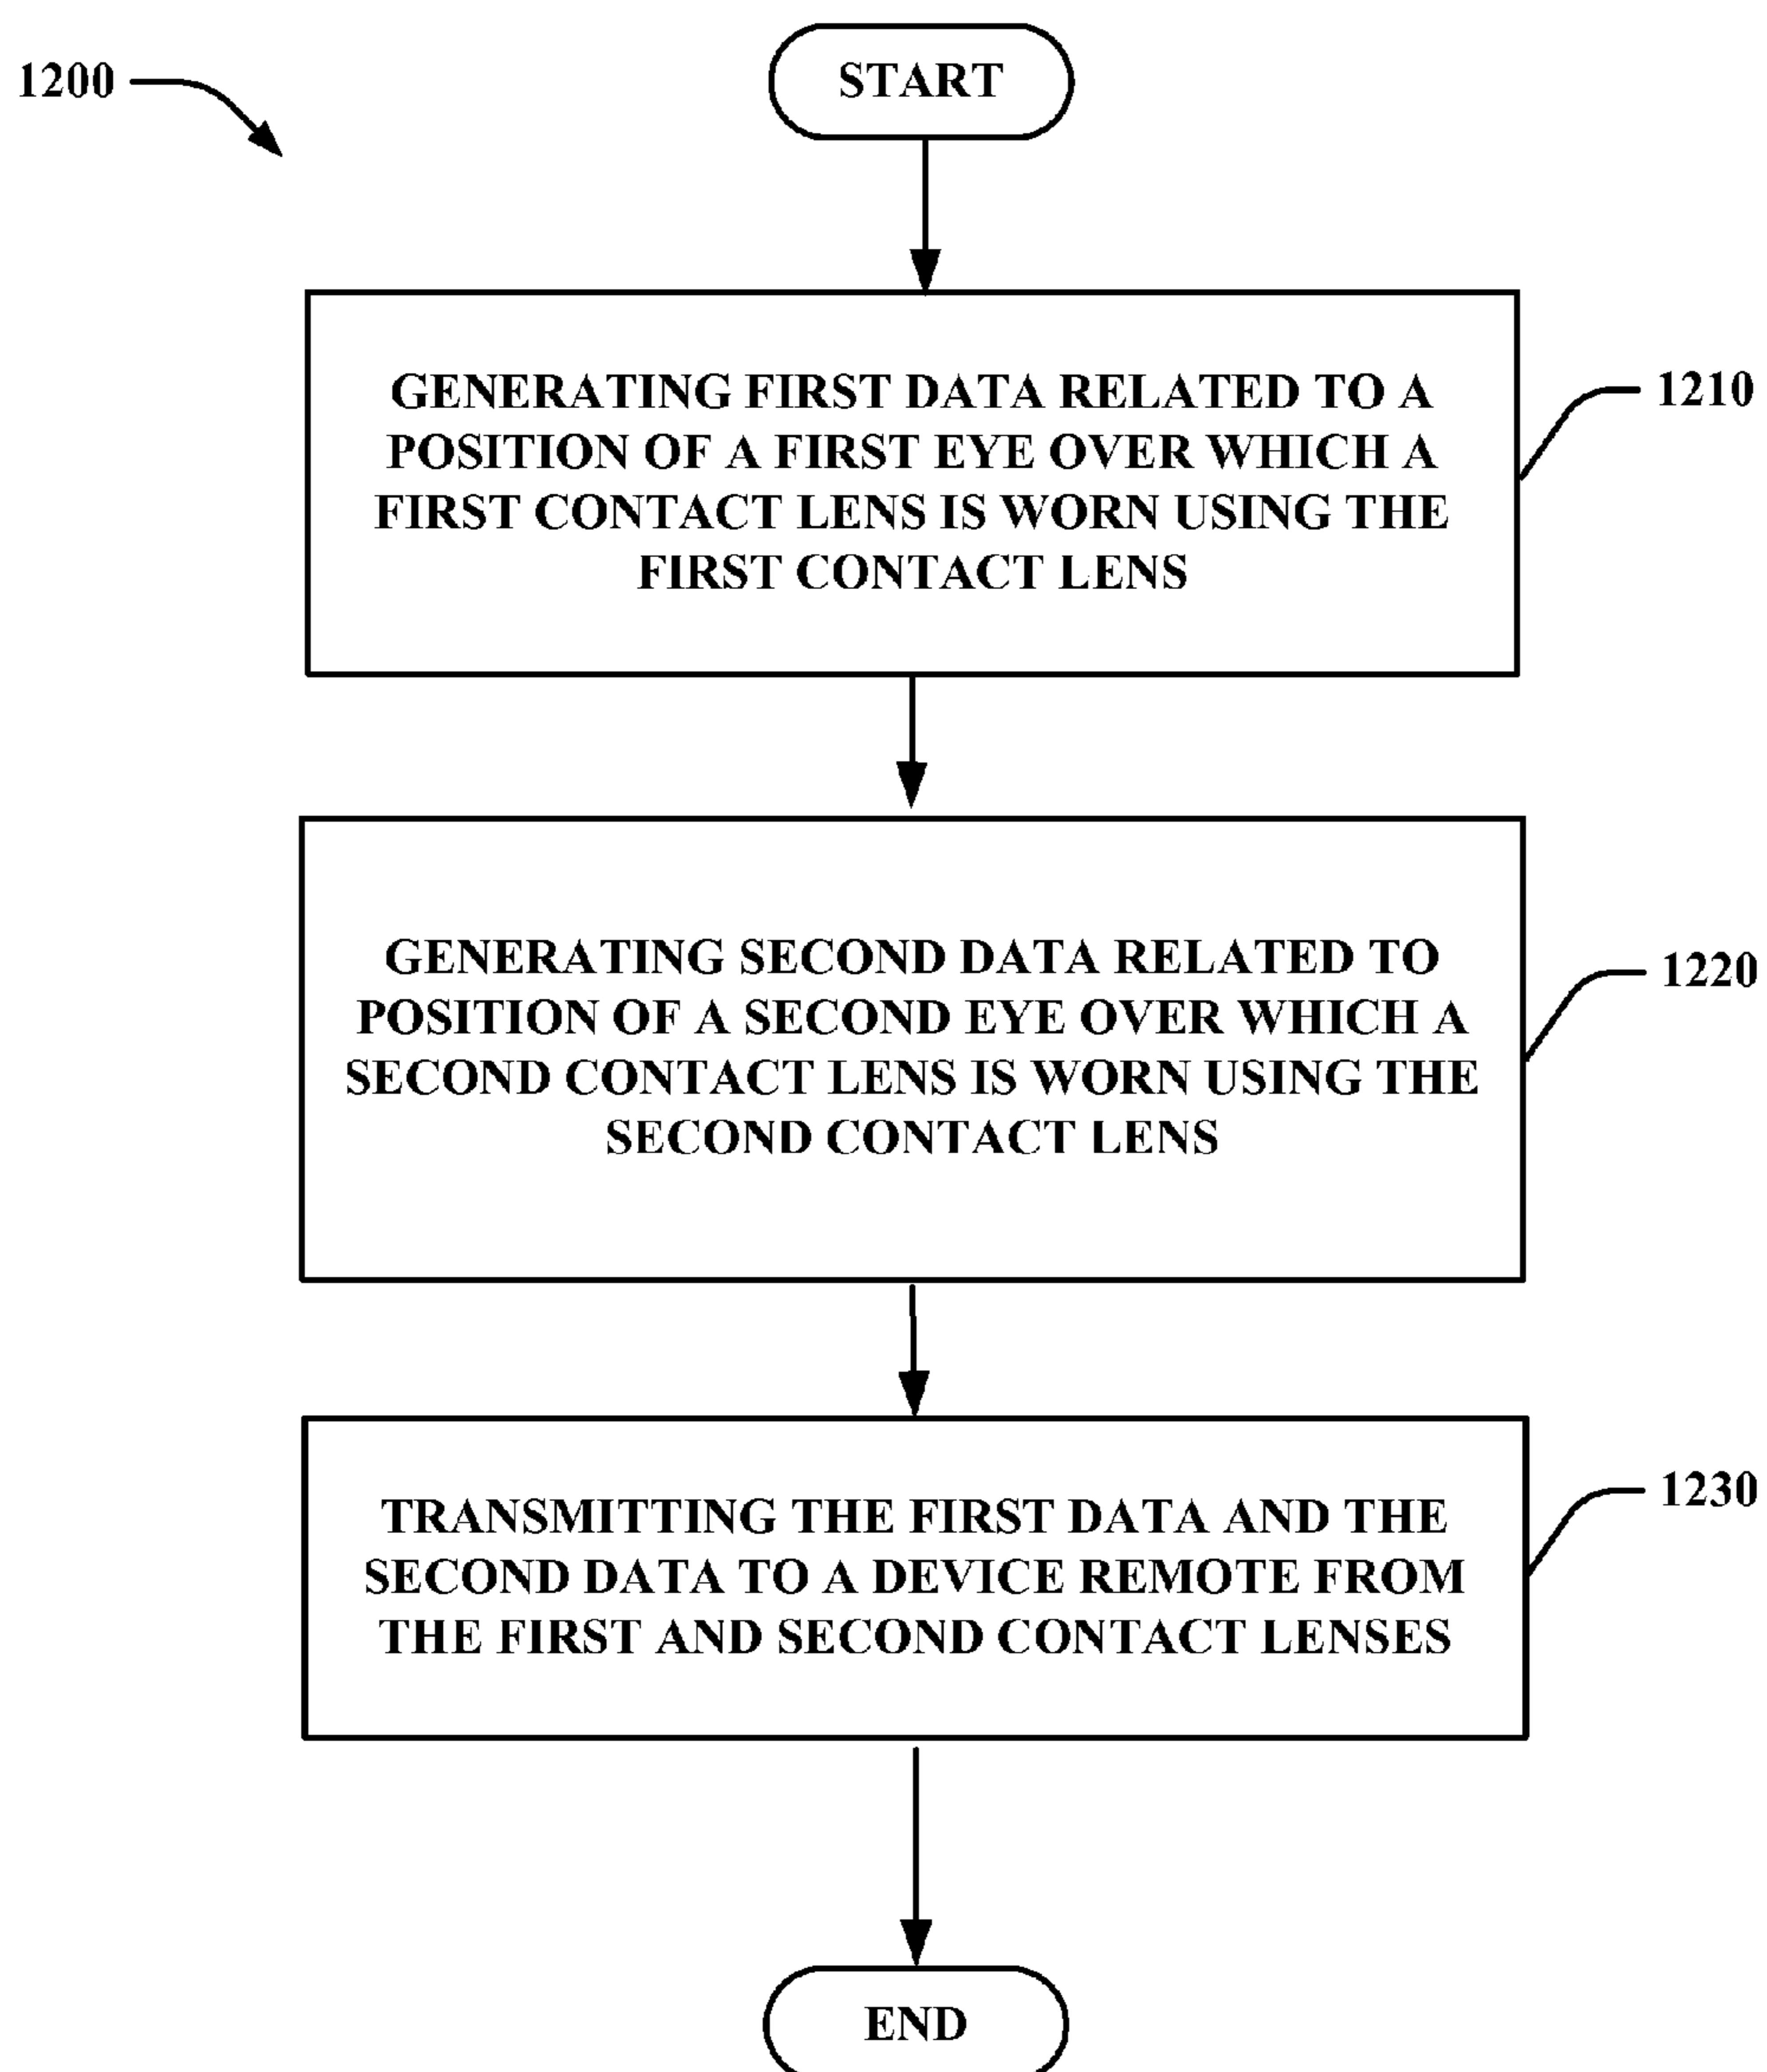 1200
START
GENERATING FIRST DATA RELATED TO A
POSITION OF A FIRST EYE OVER WHICH A
FIRST CONTACT LENS IS WORN USING THE
FIRST CONTACT LENS
1210
GENERATING SECOND DATA RELATED TO
POSITION OF A SECOND EYE OVER WHICH A
SECOND CONTACT LENS IS WORN USING THE
SECOND CONTACT LENS
1220
TRANSMITTING THE FIRST DATA AND THE
SECOND DATA TO A DEVICE REMOTE FROM
THE FIRST AND SECOND CONTACT LENSES
1230
END